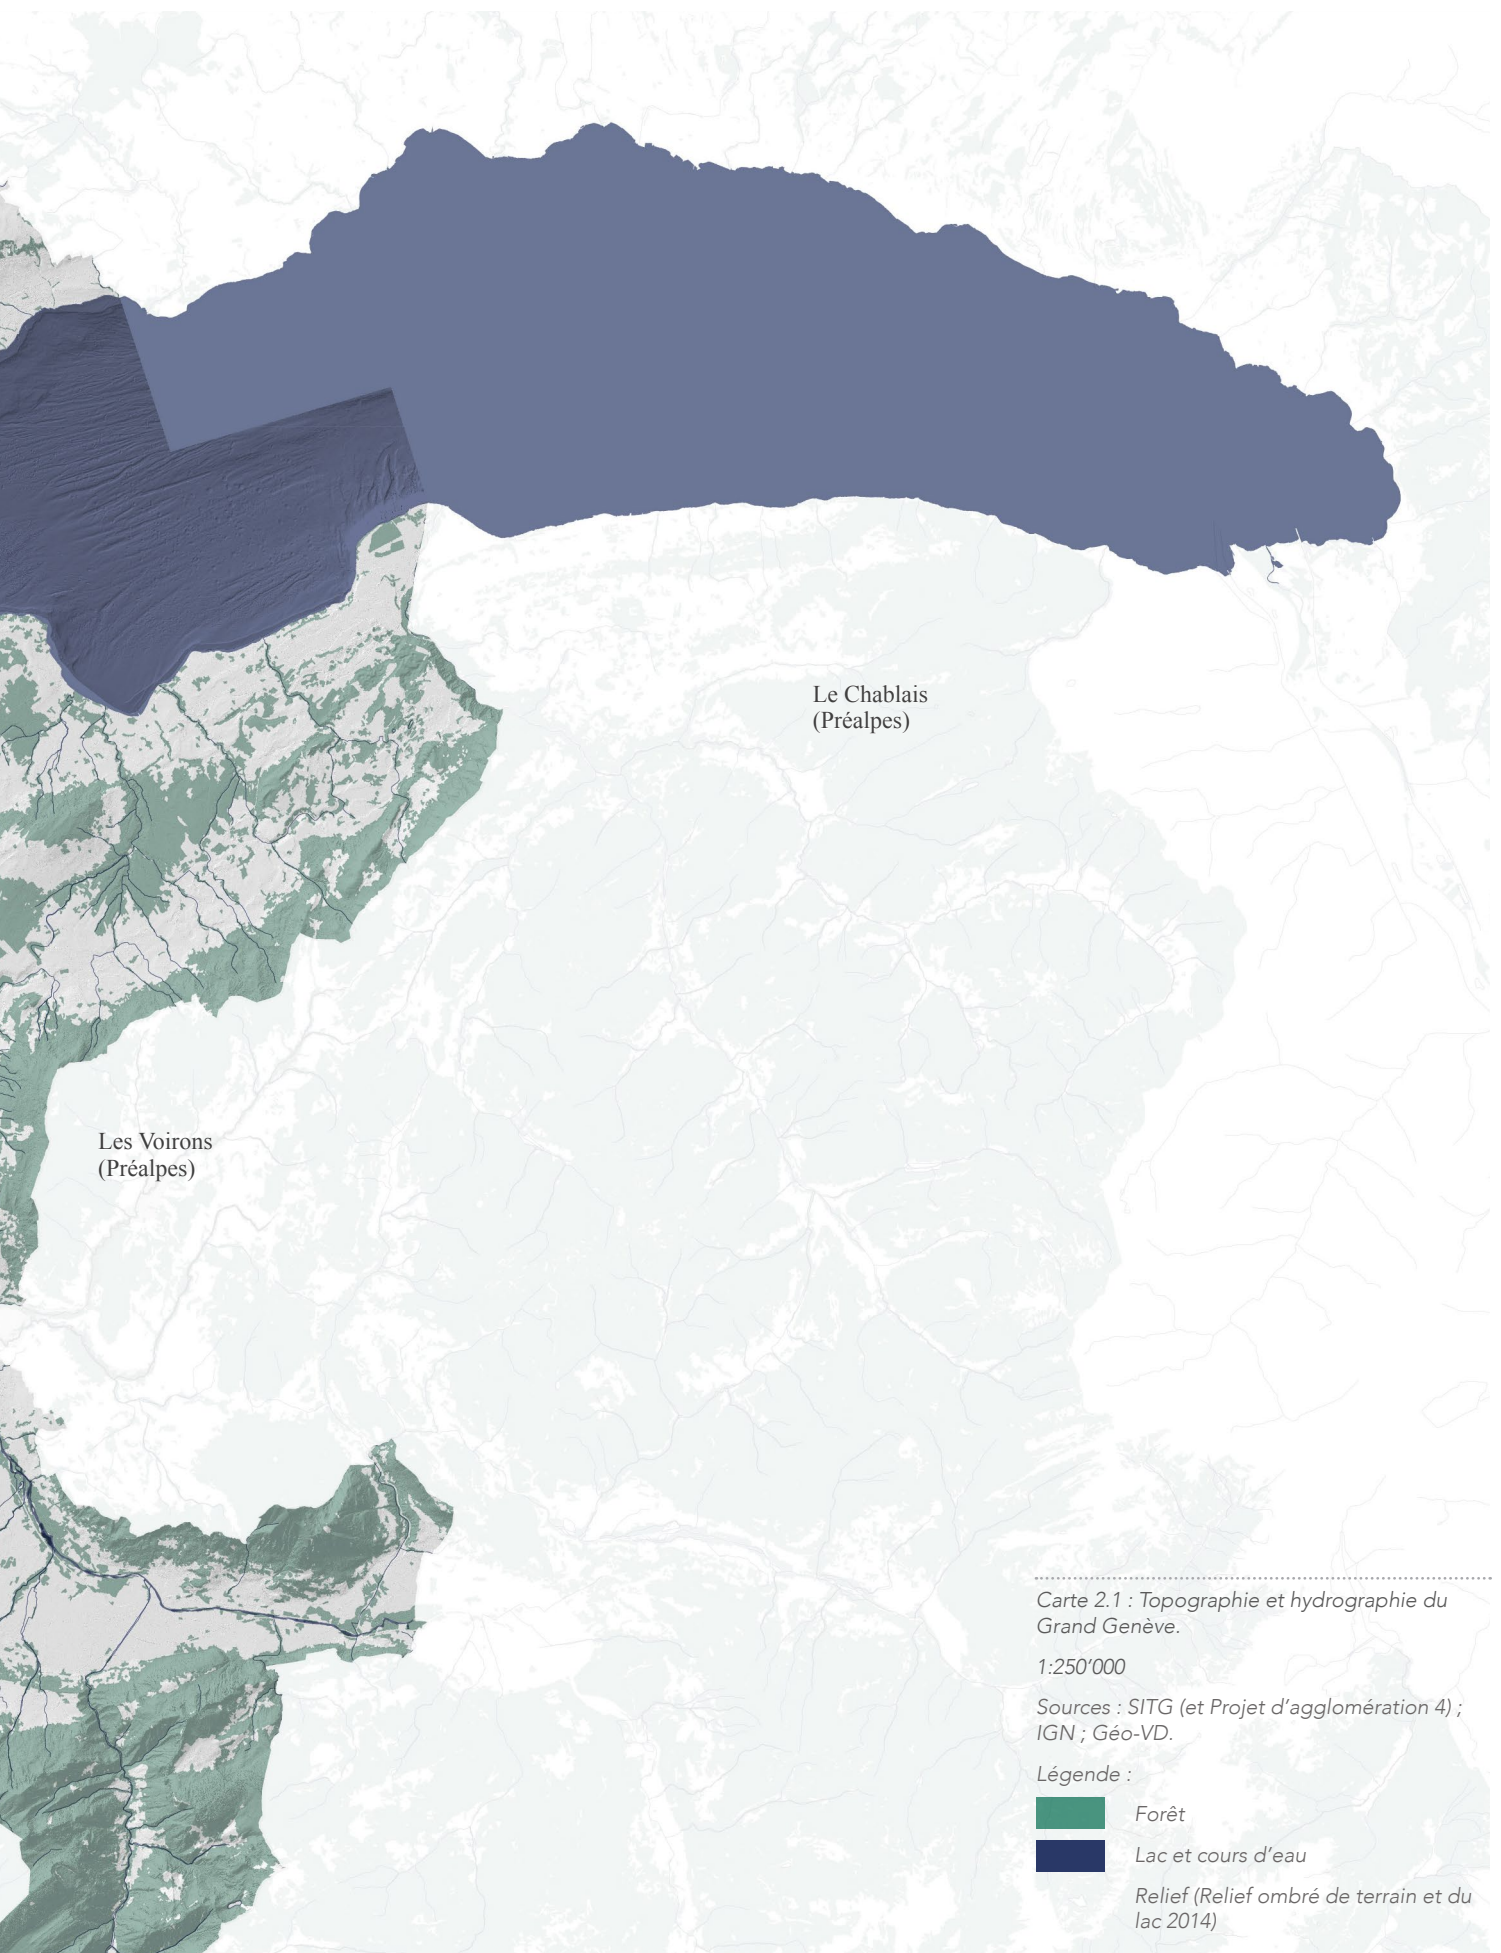 Le Chablais
(Préalpes)
Les Voirons
(Préalpes)
Carte 2.1 : Topographie et hydrographie du
Grand Genève.
1:250’000
Sources : SITG (et Projet d’agglomération 4) ;
IGN ; Géo-VD.
Légende :
Forêt
Lac et cours d’eau
Relief (Relief ombré de terrain et du
lac 2014)